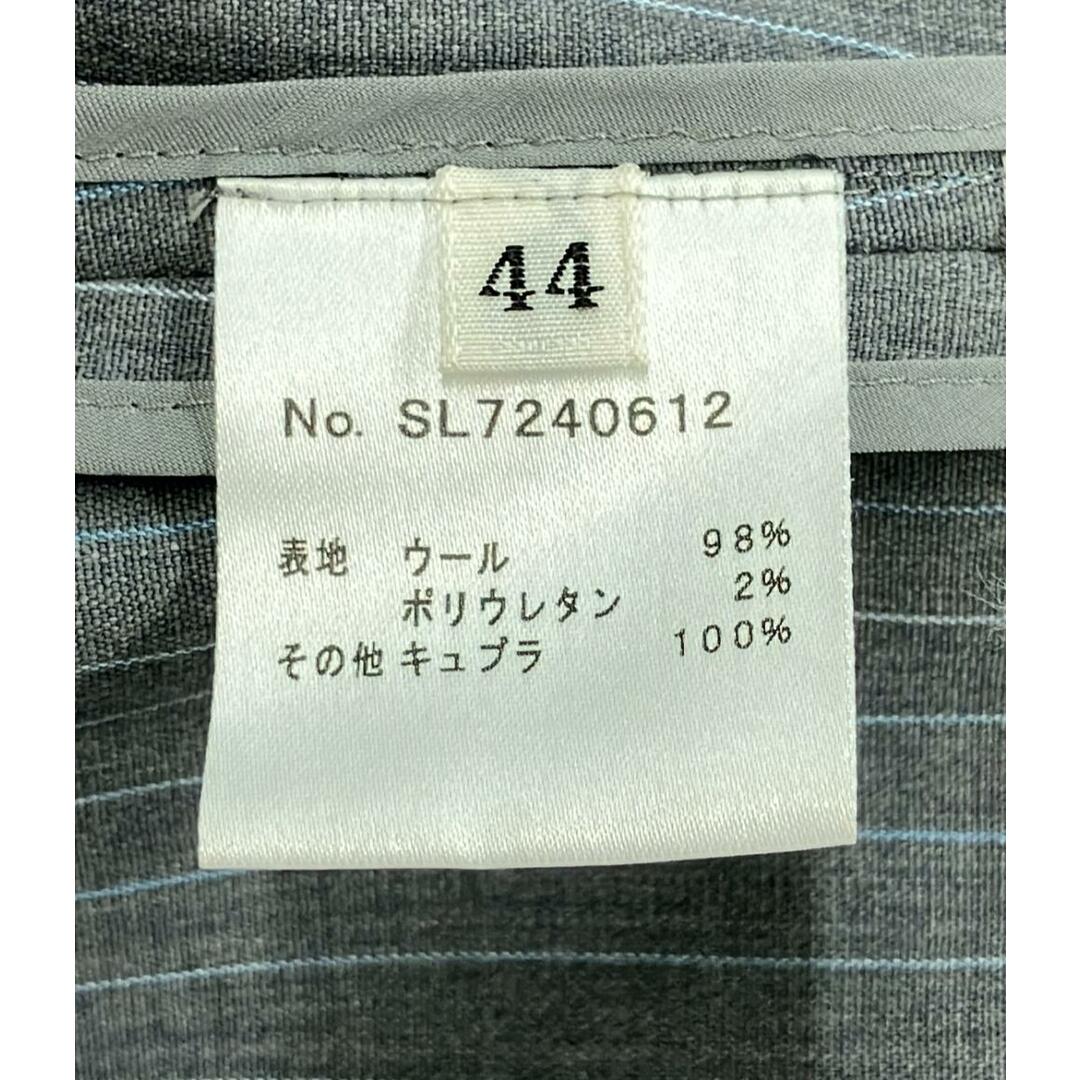 44
No. SL7240612
表地 ウール 98%
ポリウレタン 2%
その他 キュプラ 100%